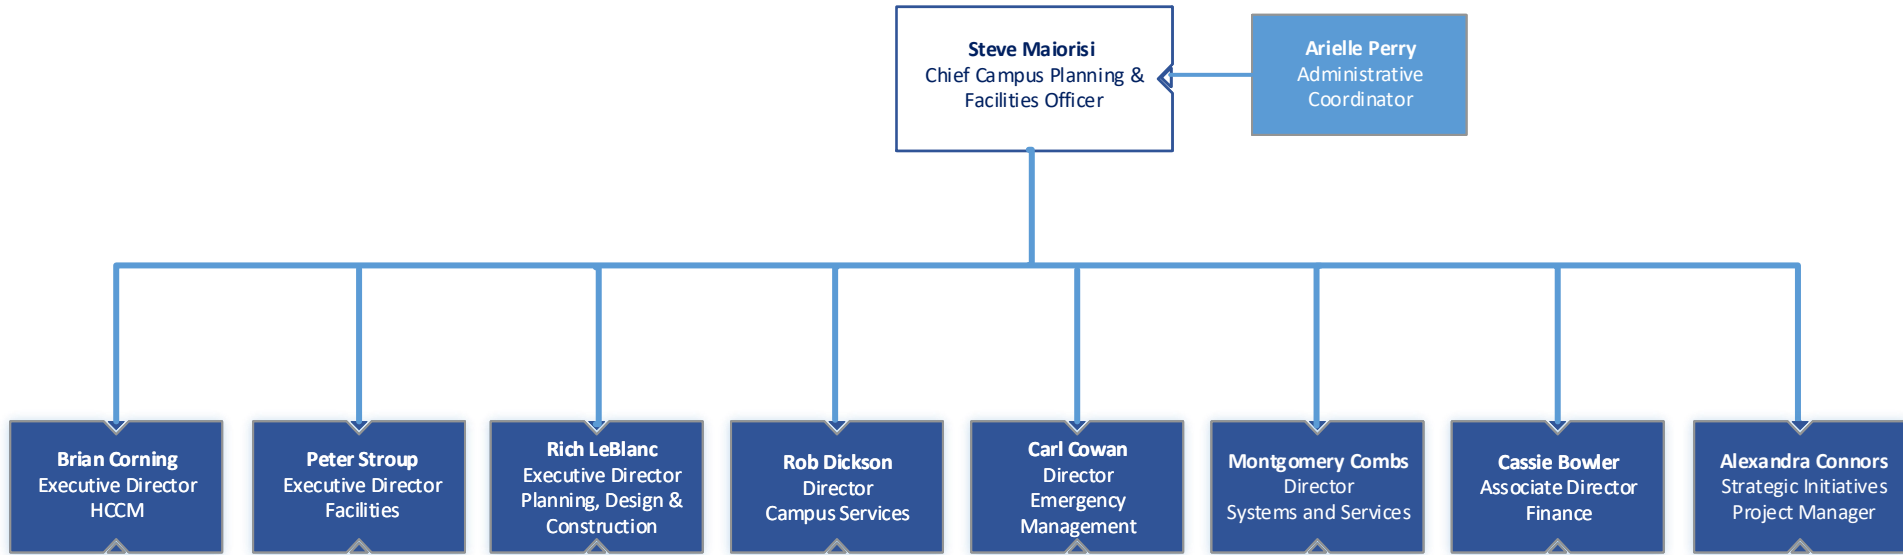 Steve Maiorisi
Chief Campus Planning &
Facilities Officer
Arielle Perry
Administrative
Coordinator
Brian Corning
Executive Director
HCCM
Peter Stroup
Executive Director
Facilities
Rich LeBlanc
Executive Director
Planning, Design &
Construction
Rob Dickson
Director
Campus Services
Carl Cowan
Director
Emergency
Management
Montgomery Combs
Director
Systems and Services
Cassie Bowler
Associate Director
Finance
Alexandra Connors
Strategic Initiatives
Project Manager